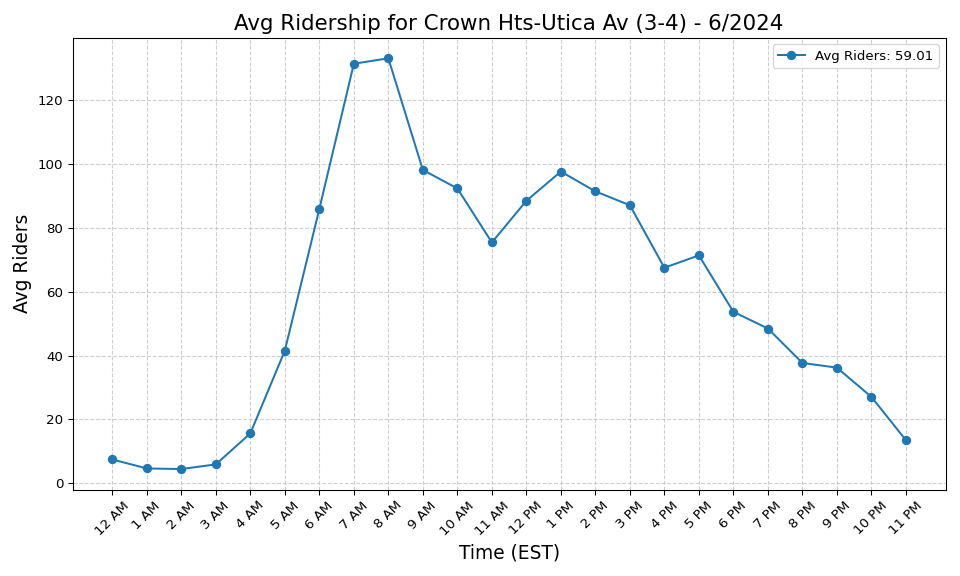 Avg Ridership for Crown Hts-Utica Av (3-4) - 6/2024
Avg Riders: 59.01
Avg Riders
120
100
80
60
40
20
0
12 AM 1 AM 2 AM 3 AM 4 AM 5 AM 6 AM 7 AM 8 AM 9 AM 10 AM 11 AM 12 PM 1 PM 2 PM 3 PM 4 PM 5 PM 6 PM 7 PM 8 PM 9 PM 10 PM 11 PM
Time (EST)